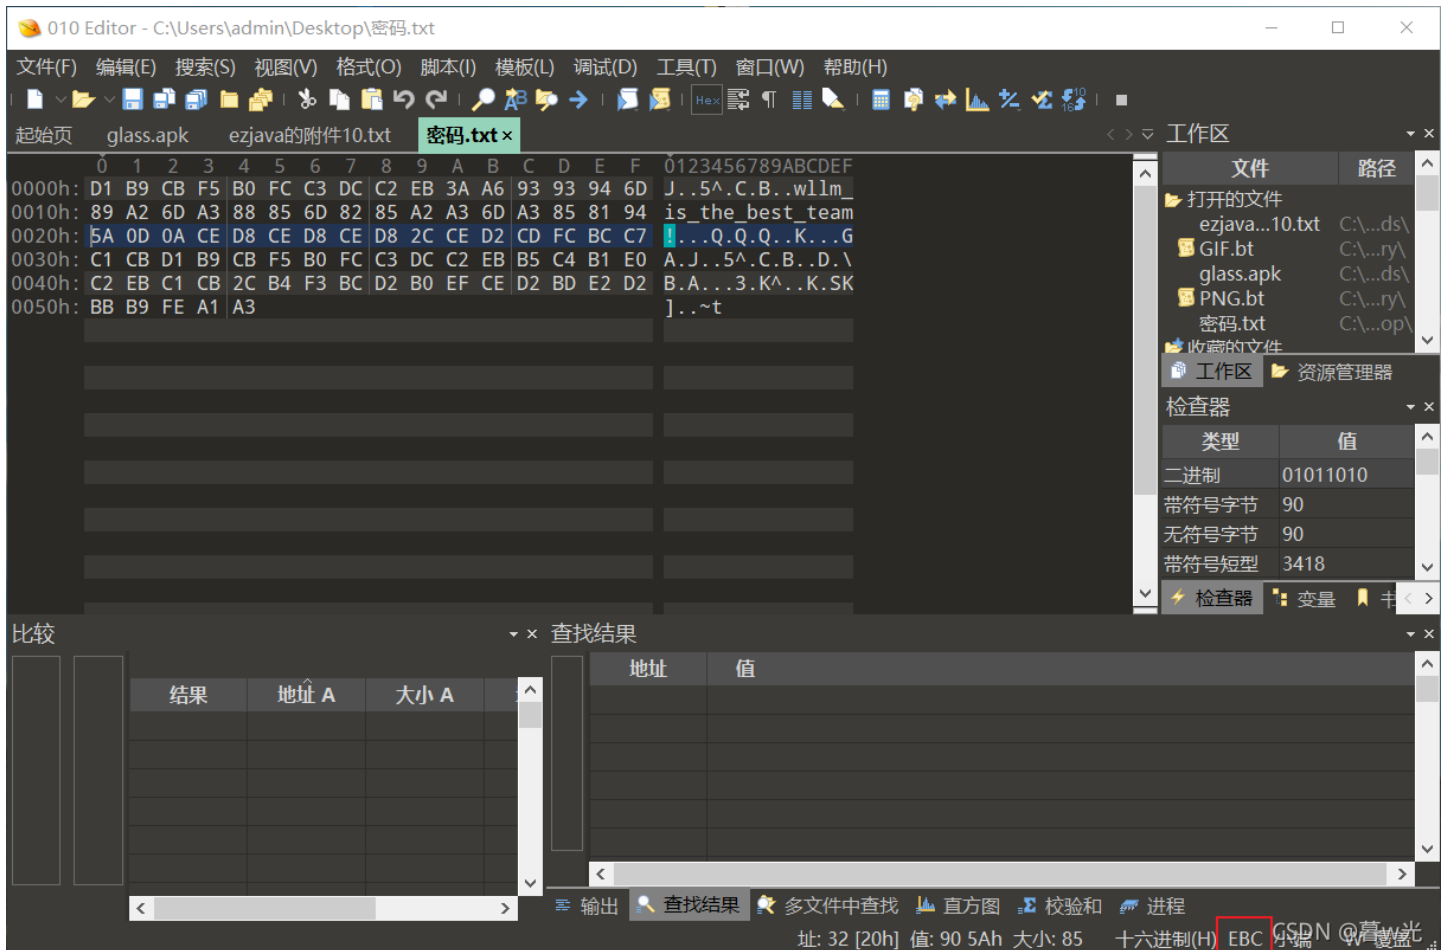 010 Editor - C:\Users\admin\Desktop\密码.txt
文件(F) 编辑(E) 搜索(S) 视图(V) 格式(O) 脚本(I) 模板(L) 调试(D) 工具(T) 窗口(W) 帮助(H)
起始页 glass.apk ezjava的附件10.txt 密码.txt ×
0 1 2 3 4 5 6 7 8 9 A B C D E F 0123456789ABCDEF
0000h: D1 B9 CB F5 B0 FC C3 DC C2 EB 3A A6 93 93 94 6D J..5^.C.B..wllm_
0010h: 89 A2 6D A3 88 85 6D 82 85 A2 A3 6D A3 85 81 94 is_the_best_team
0020h: 5A 0D 0A CE D8 CE D8 CE D8 2C CE D2 CD FC BC C7 !...Q.Q.Q..K...G
0030h: C1 CB D1 B9 CB F5 B0 FC C3 DC C2 EB B5 C4 B1 E0 A.J..5^.C.B..D.\
0040h: C2 EB C1 CB 2C B4 F3 BC D2 B0 EF CE D2 BD E2 D2 B.A...3.K^..K.SK
0050h: BB B9 FE A1 A3 ]..~t
工作区
文件 路径
打开的文件
ezjava...10.txt C:\...ds\
GIF.bt C:\...ry\
glass.apk C:\...ds\
PNG.bt C:\...ry\
密码.txt C:\...op\
收藏的文件
工作区 资源管理器
检查器
类型 值
二进制 01011010
带符号字节 90
无符号字节 90
带符号短型 3418
检查器 变量 书
比较
结果 地址 A 大小 A
查找结果
地址 值
输出 查找结果 多文件中查找 直方图 校验和 进程
址: 32 [20h] 值: 90 5Ah 大小: 85 十六进制(H) EBC 小端 W 覆盖
CSDN @暮w光